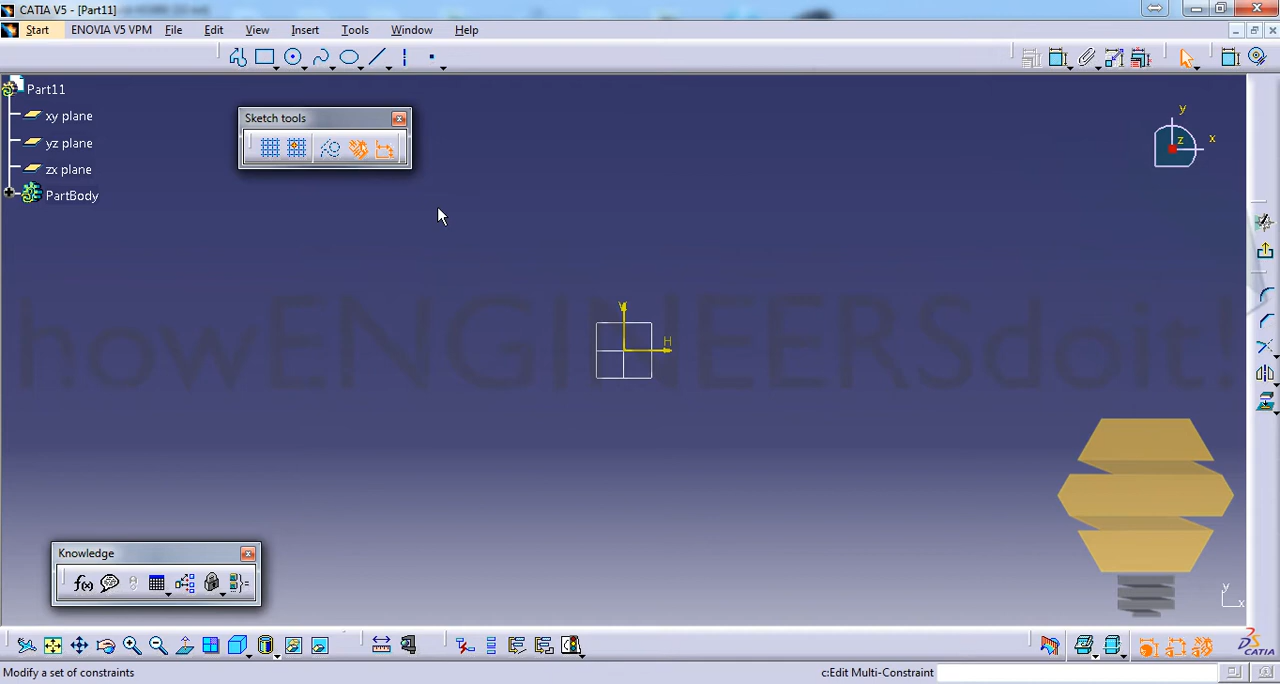 CATIA V5 - [Part11]
Start ENOVIA V5 VPM File Edit View Insert Tools Window Help
Part11
xy plane
yz plane
zx plane
PartBody
Sketch tools
y
x
z
V
H
howENGINEERSdoit!
Knowledge
f(x)
y
x
CATIA
Modify a set of constraints
c:Edit Multi-Constraint